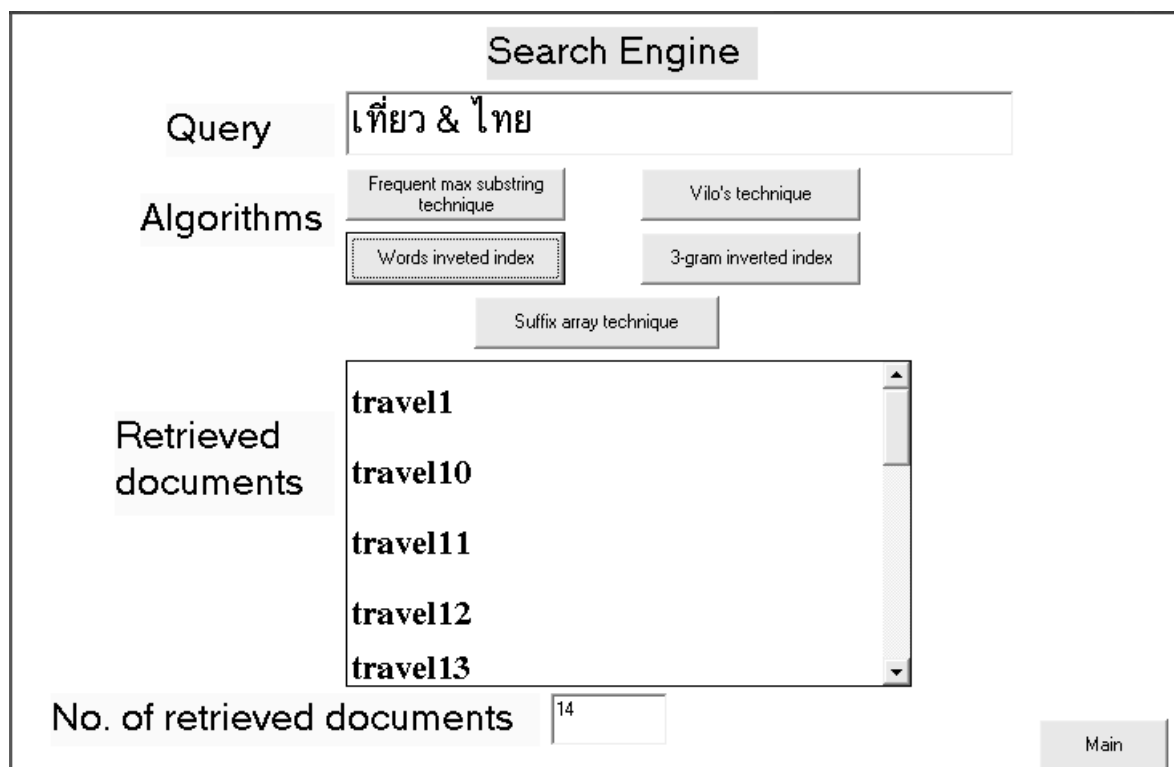 Search Engine
Query
เที่ยว & ไทย
Algorithms
Frequent max substring
technique
Vilo's technique
Words inveted index
3-gram inverted index
Suffix array technique
Retrieved
documents
travel1
travel10
travel11
travel12
travel13
No. of retrieved documents
14
Main